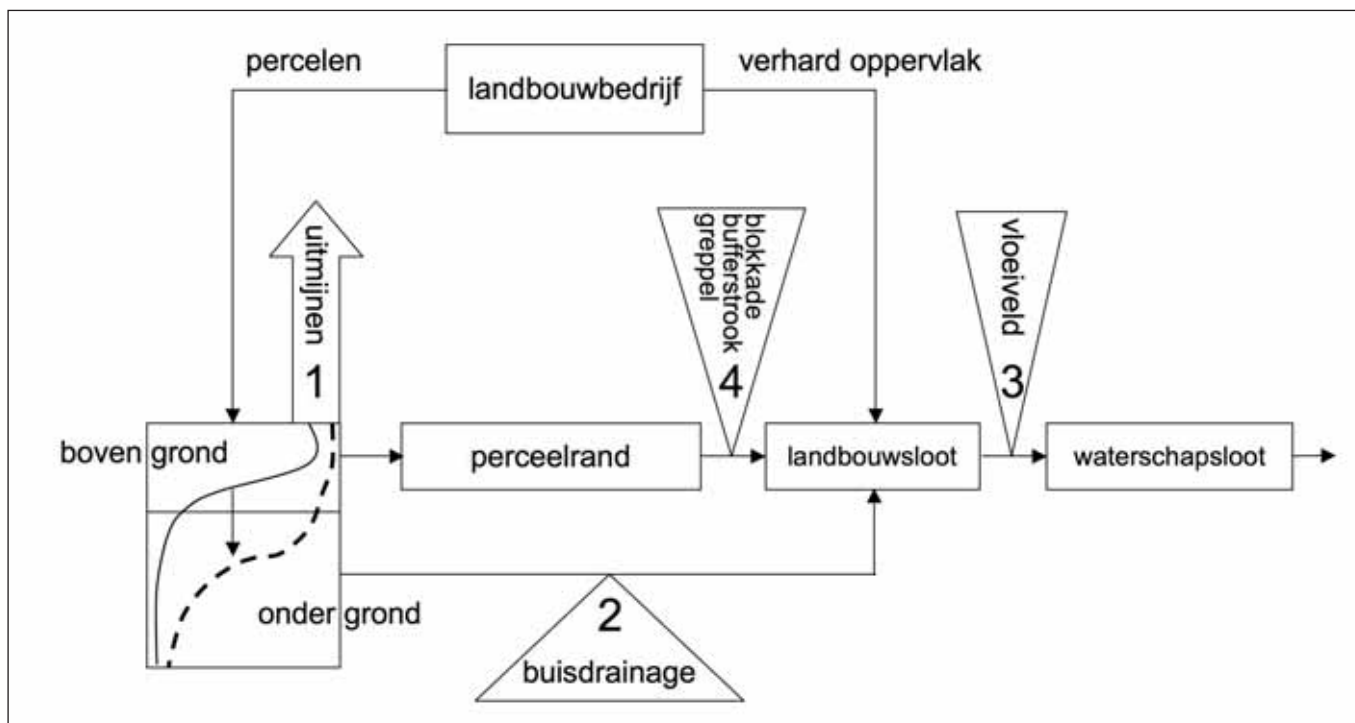 percelen
landbouwbedrijf
verhard oppervlak
uitmijnen
1
blokkade
bufferstrook
greppel
4
vloeiveld
3
boven grond
perceelrand
landbouwsloot
waterschapsloot
onder grond
2
buisdrainage